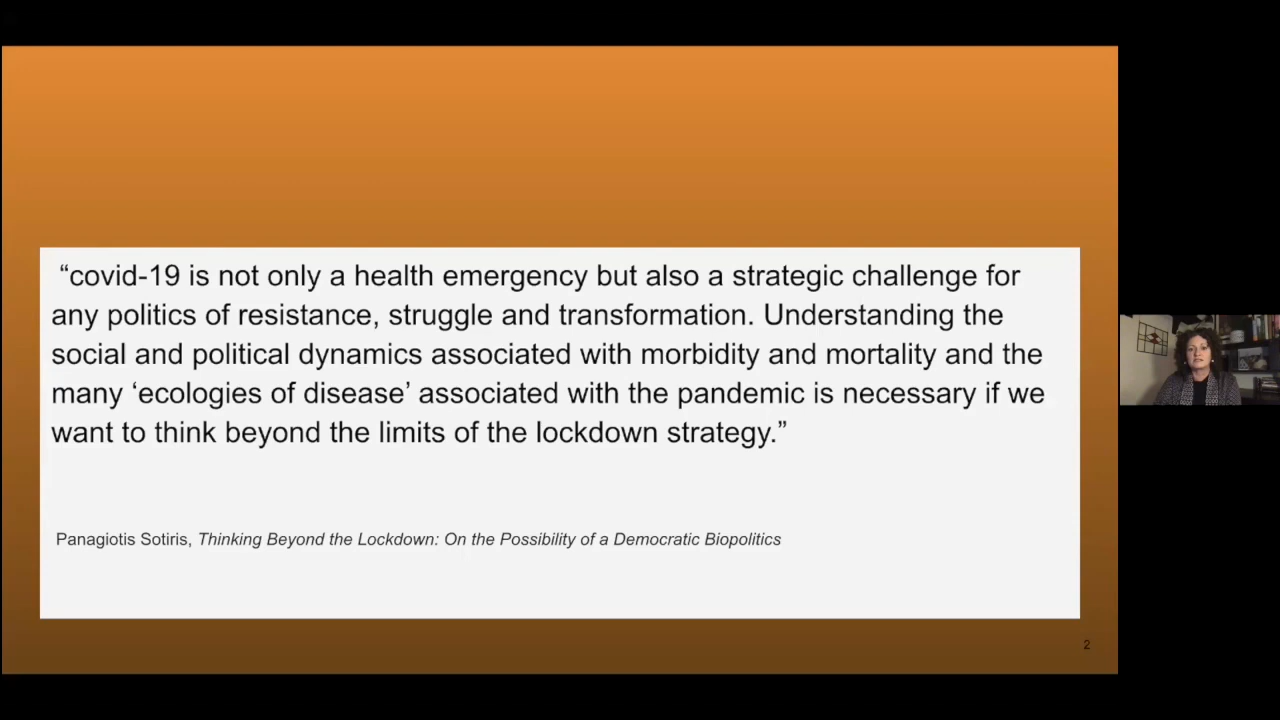 “covid-19 is not only a health emergency but also a strategic challenge for
any politics of resistance, struggle and transformation. Understanding the
social and political dynamics associated with morbidity and mortality and the
many ‘ecologies of disease’ associated with the pandemic is necessary if we
want to think beyond the limits of the lockdown strategy.”
Panagiotis Sotiris, Thinking Beyond the Lockdown: On the Possibility of a Democratic Biopolitics
2